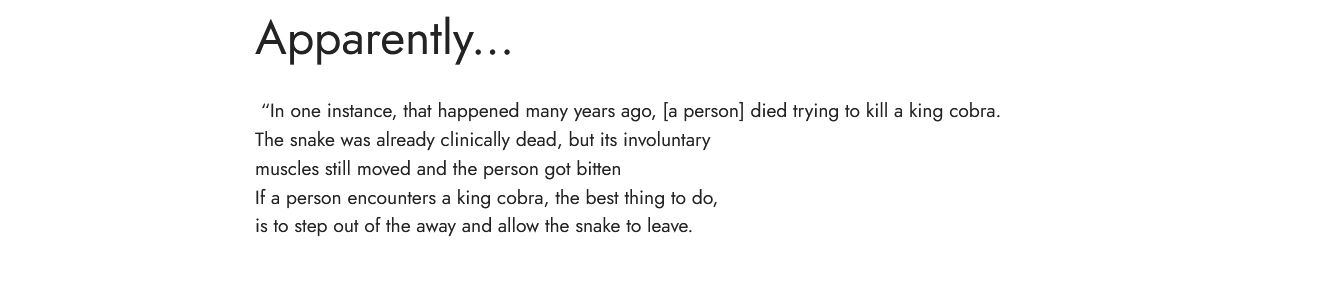 Apparently…
“In one instance, that happened many years ago, [a person] died trying to kill a king cobra.
The snake was already clinically dead, but its involuntary
muscles still moved and the person got bitten
If a person encounters a king cobra, the best thing to do,
is to step out of the away and allow the snake to leave.